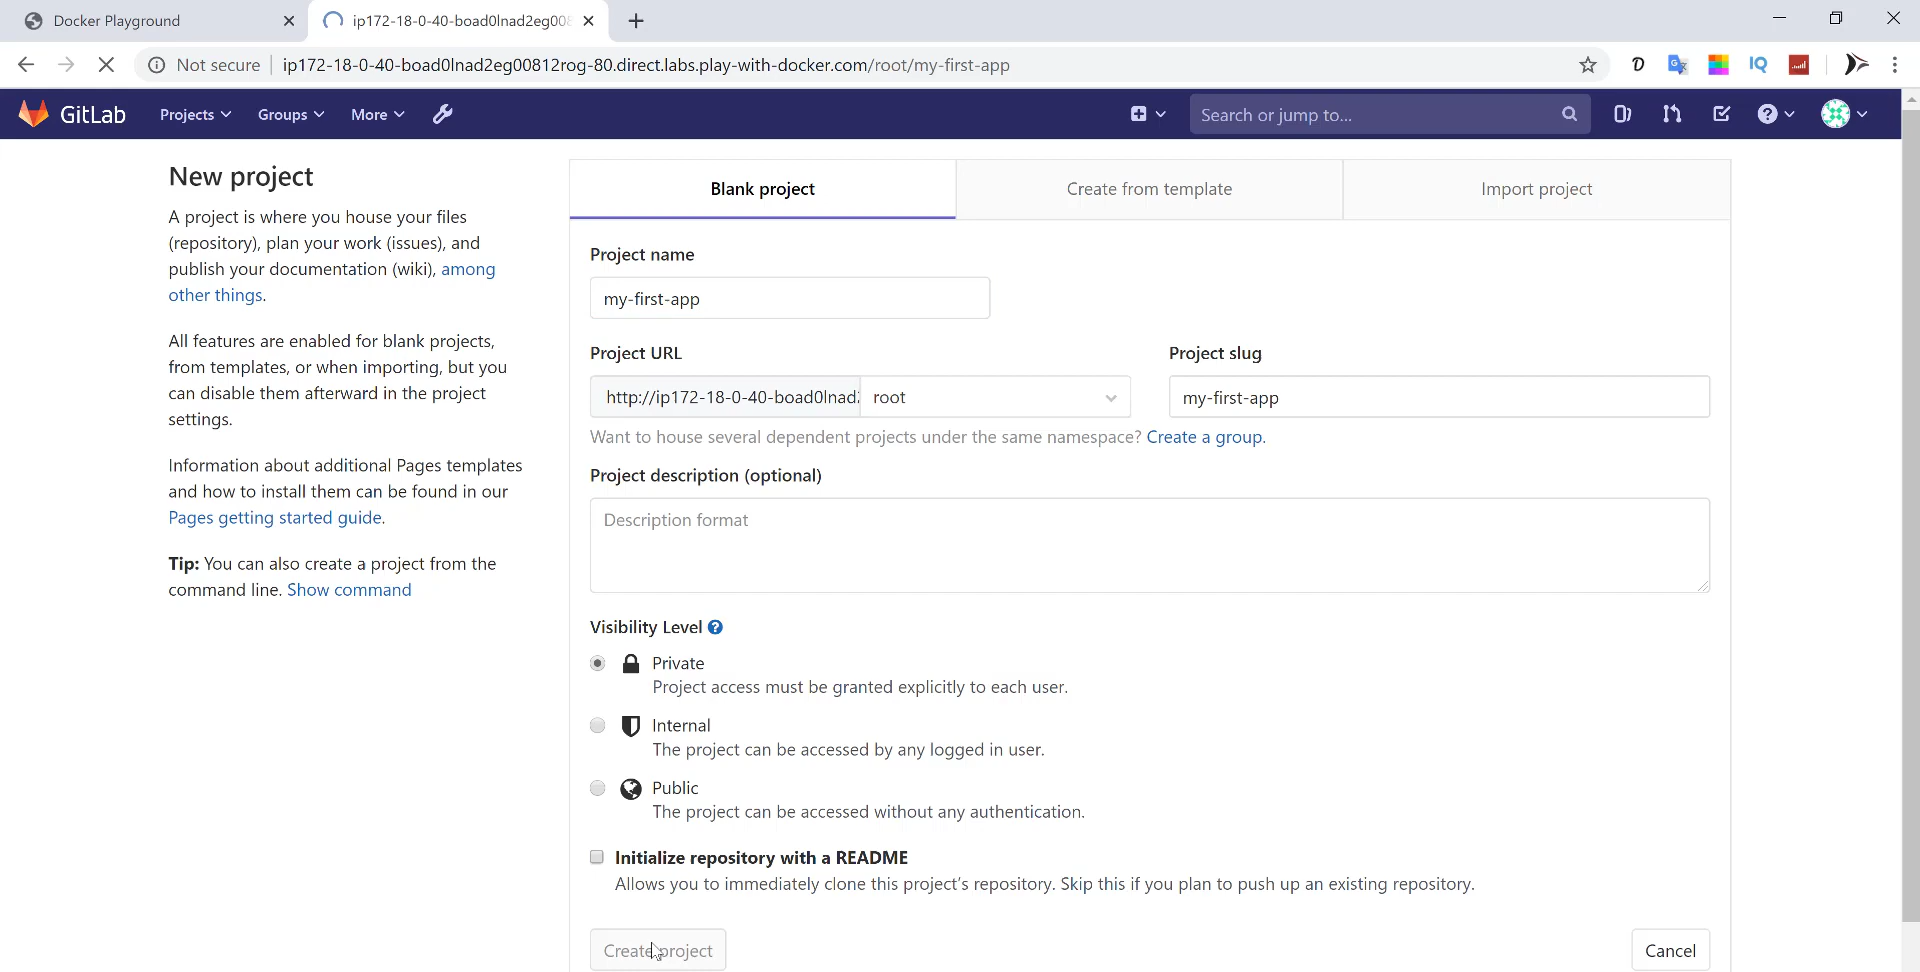 Docker Playground
ip172-18-0-40-boad0lnad2eg008
Not secure
ip172-18-0-40-boad0lnad2eg00812rog-80.direct.labs.play-with-docker.com/root/my-first-app
GitLab
Projects
Groups
More
Search or jump to...
New project
A project is where you house your files
(repository), plan your work (issues), and
publish your documentation (wiki), among
other things.
All features are enabled for blank projects,
from templates, or when importing, but you
can disable them afterward in the project
settings.
Information about additional Pages templates
and how to install them can be found in our
Pages getting started guide.
Tip: You can also create a project from the
command line. Show command
Blank project
Create from template
Import project
Project name
my-first-app
Project URL
Project slug
http://ip172-18-0-40-boad0lnad
root
my-first-app
Want to house several dependent projects under the same namespace? Create a group.
Project description (optional)
Description format
Visibility Level
Private
Project access must be granted explicitly to each user.
Internal
The project can be accessed by any logged in user.
Public
The project can be accessed without any authentication.
Initialize repository with a README
Allows you to immediately clone this project's repository. Skip this if you plan to push up an existing repository.
Create project
Cancel